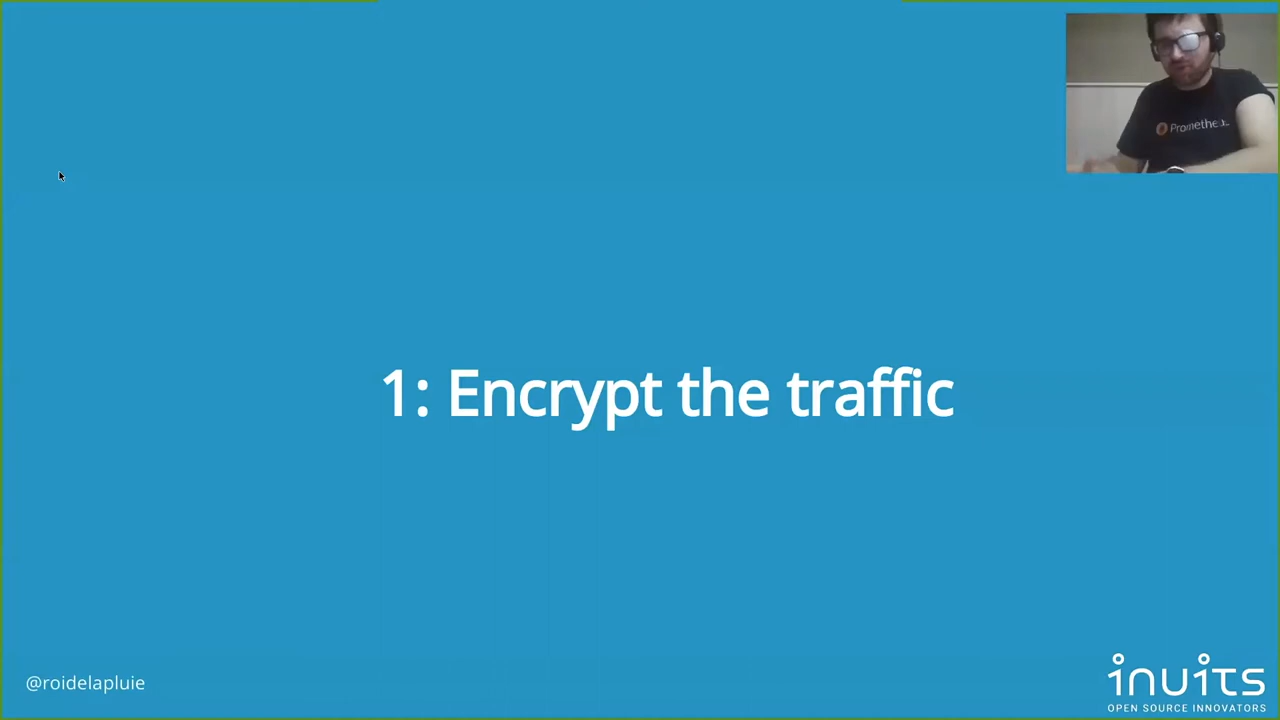 1: Encrypt the traffic
@roidelapluie
inuits
OPEN SOURCE INNOVATORS